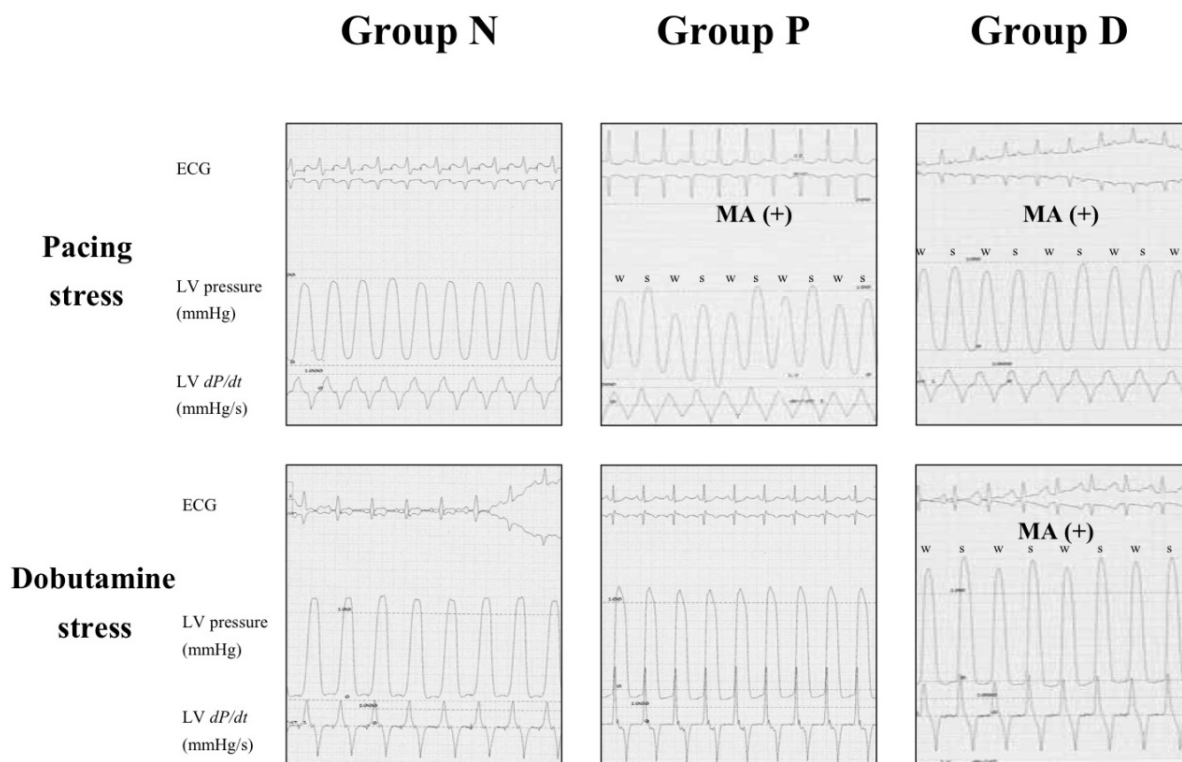 Group N
Group P
Group D
Pacing
stress
ECG
LV pressure
(mmHg)
LV dP/dt
(mmHg/s)
MA (+)
w s w s w s w s w s
MA (+)
w s w s w s w s w
Dobutamine
stress
ECG
LV pressure
(mmHg)
LV dP/dt
(mmHg/s)
MA (+)
w s w s w s w s